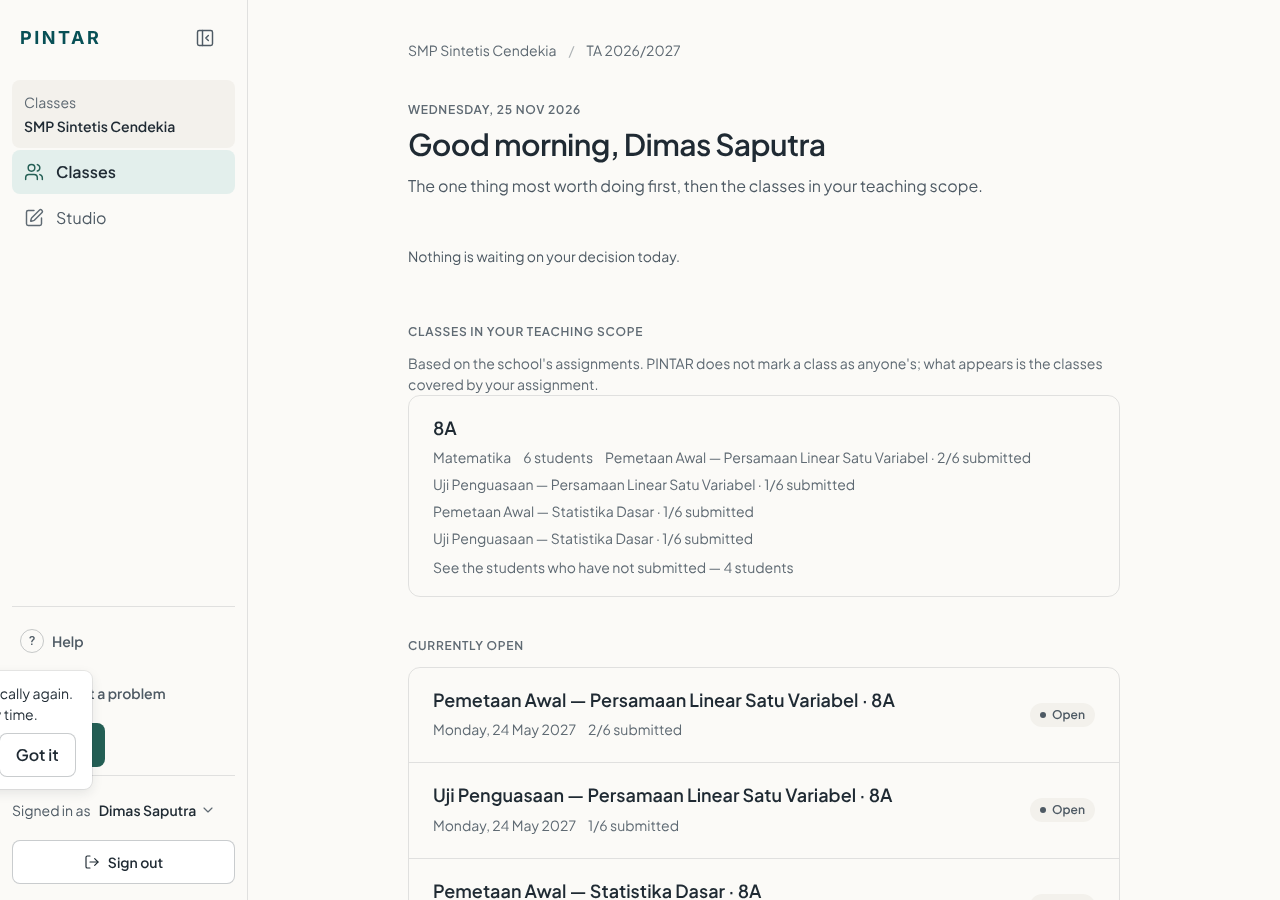 PINTAR
Classes
SMP Sintetis Cendekia
Classes
Studio
?
Help
cally again.
time.
Got it
t a problem
Signed in as Dimas Saputra
Sign out
SMP Sintetis Cendekia / TA 2026/2027
WEDNESDAY, 25 NOV 2026
Good morning, Dimas Saputra
The one thing most worth doing first, then the classes in your teaching scope.
Nothing is waiting on your decision today.
CLASSES IN YOUR TEACHING SCOPE
Based on the school's assignments. PINTAR does not mark a class as anyone's; what appears is the classes
covered by your assignment.
8A
Matematika 6 students Pemetaan Awal — Persamaan Linear Satu Variabel · 2/6 submitted
Uji Penguasaan — Persamaan Linear Satu Variabel · 1/6 submitted
Pemetaan Awal — Statistika Dasar · 1/6 submitted
Uji Penguasaan — Statistika Dasar · 1/6 submitted
See the students who have not submitted — 4 students
CURRENTLY OPEN
Pemetaan Awal — Persamaan Linear Satu Variabel · 8A
Monday, 24 May 2027 2/6 submitted
Open
Uji Penguasaan — Persamaan Linear Satu Variabel · 8A
Monday, 24 May 2027 1/6 submitted
Open
Pemetaan Awal — Statistika Dasar · 8A